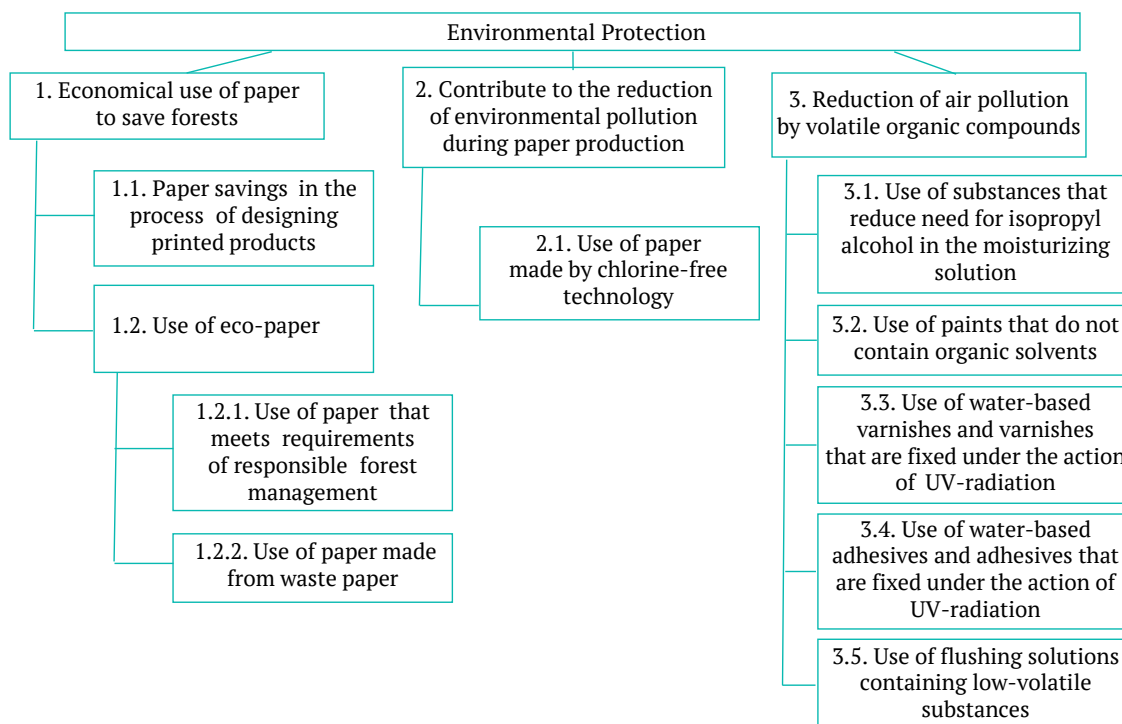 Environmental Protection
1. Economical use of paper
to save forests
1.1. Paper savings in the
process of designing
printed products
1.2. Use of eco-paper
1.2.1. Use of paper that
meets requirements
of responsible forest
management
1.2.2. Use of paper made
from waste paper
2. Contribute to the reduction
of environmental pollution
during paper production
2.1. Use of paper
made by chlorine-free
technology
3. Reduction of air pollution
by volatile organic compounds
3.1. Use of substances that
reduce need for isopropyl
alcohol in the moisturizing
solution
3.2. Use of paints that do not
contain organic solvents
3.3. Use of water-based
varnishes and varnishes
that are fixed under the action
of UV-radiation
3.4. Use of water-based
adhesives and adhesives that
are fixed under the action of
UV-radiation
3.5. Use of flushing solutions
containing low-volatile
substances